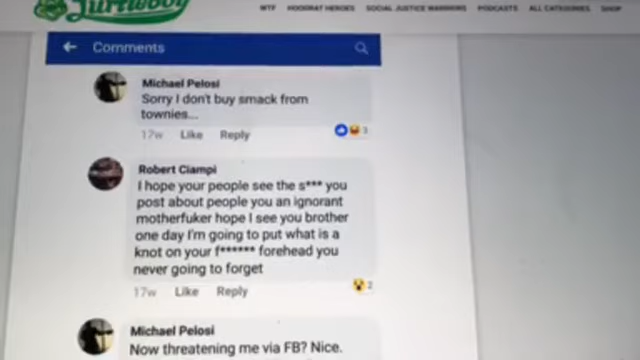 Turtleboy
WTF HOODRAT HEROES SOCIAL JUSTICE WARRIORS PODCASTS ALL CATEGORIES SHOP
← Comments
Michael Pelosi
Sorry I don't buy smack from
townies...
17w Like Reply 3
Robert Ciampi
I hope your people see the s*** you
post about people you an ignorant
motherfuker hope I see you brother
one day I'm going to put what is a
knot on your f****** forehead you
never going to forget
17w Like Reply 2
Michael Pelosi
Now threatening me via FB? Nice.